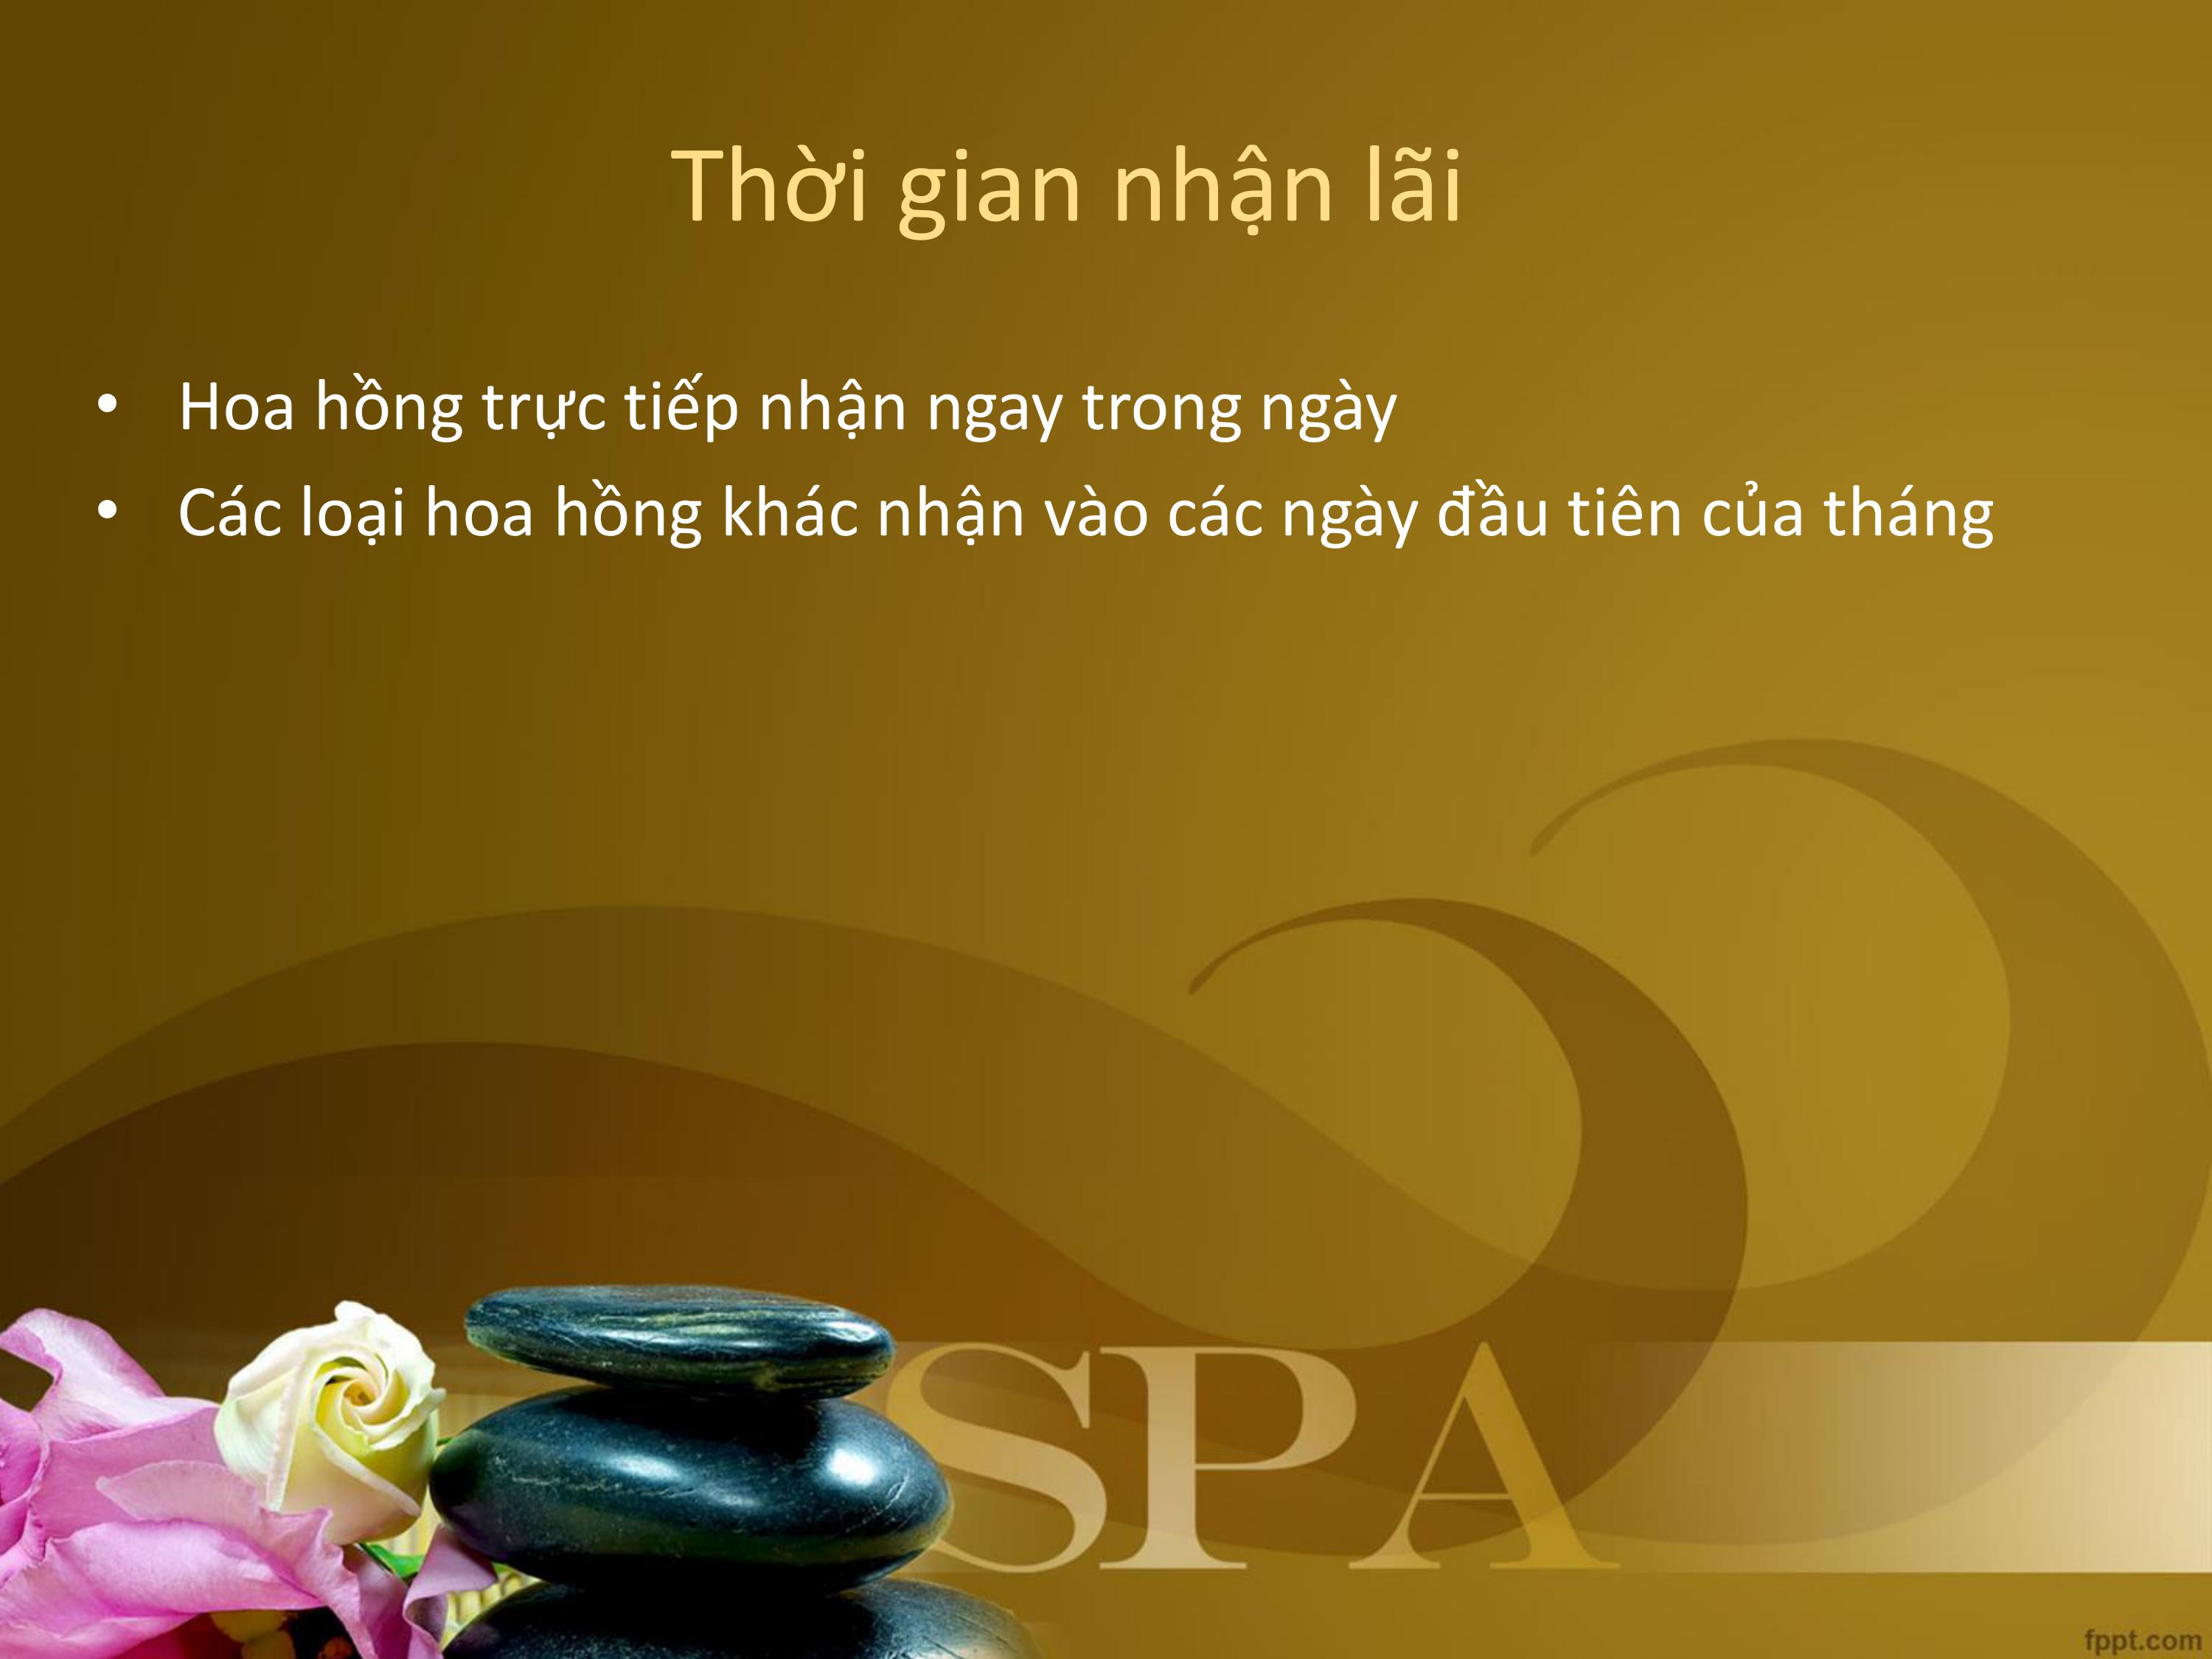 Thời gian nhận lãi
• Hoa hồng trực tiếp nhận ngay trong ngày
• Các loại hoa hồng khác nhận vào các ngày đầu tiên của tháng
SPA
fppt.com